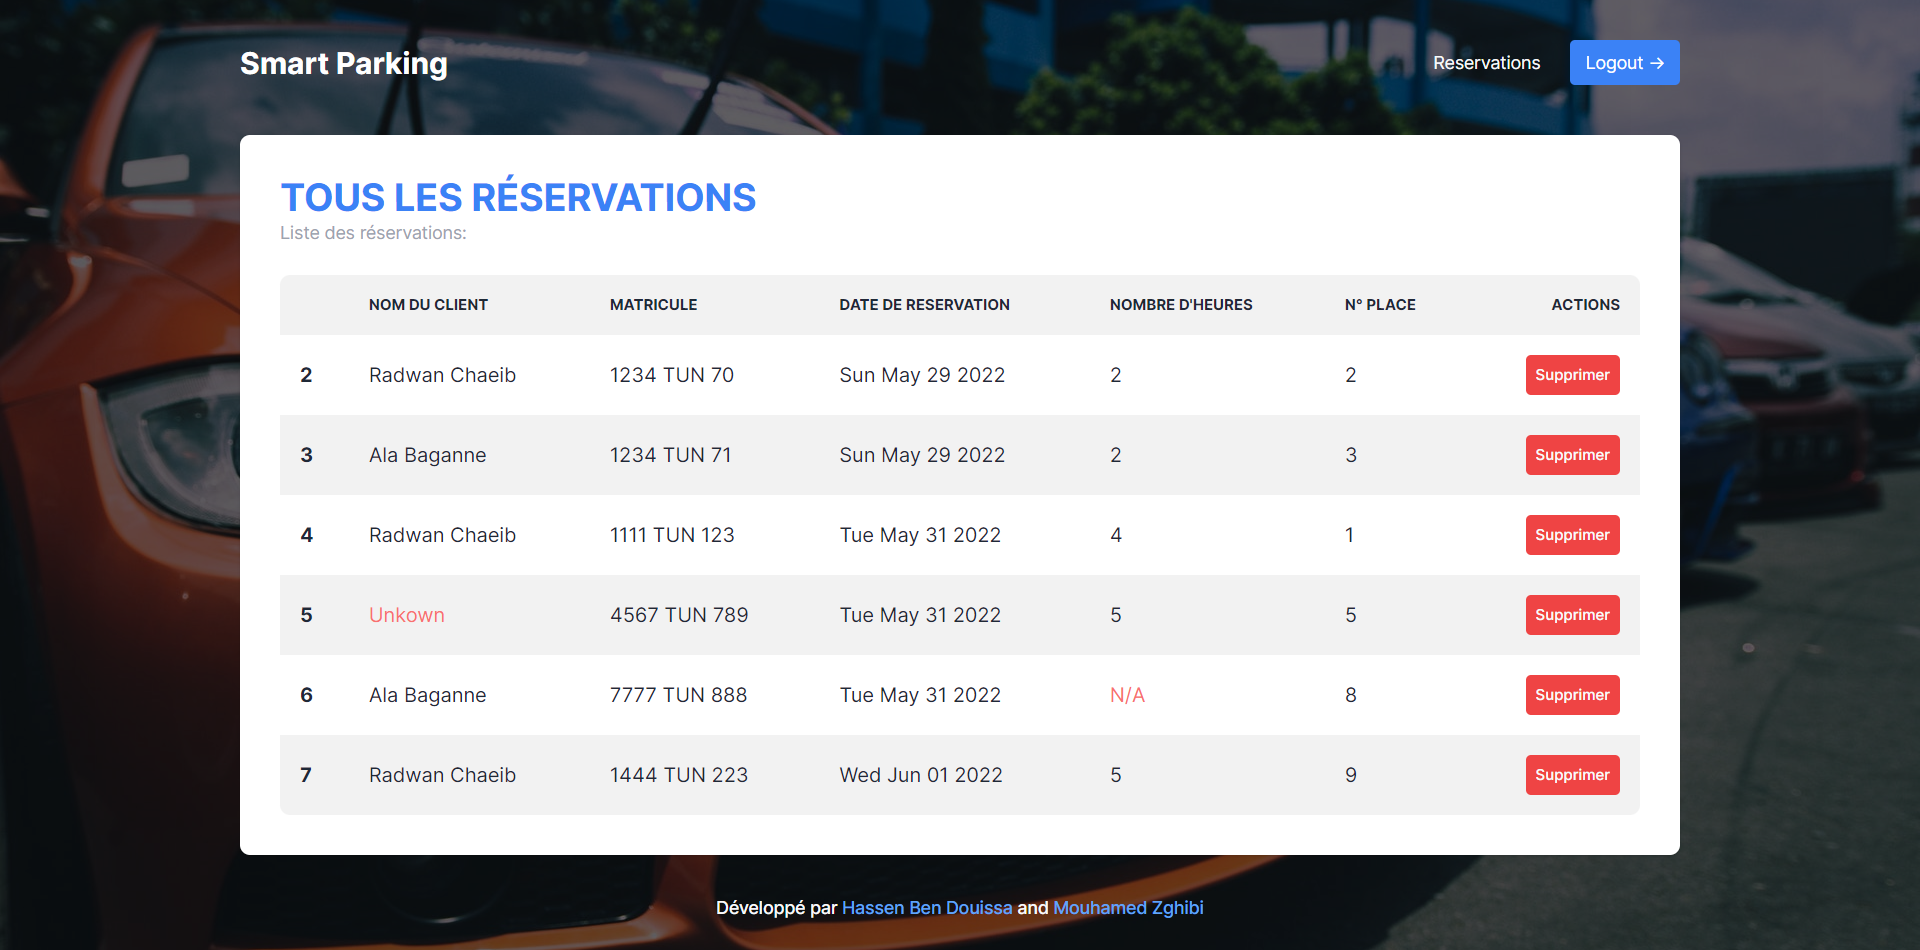 Smart Parking
Reservations
Logout →
TOUS LES RÉSERVATIONS
Liste des réservations:
NOM DU CLIENT MATRICULE DATE DE RESERVATION NOMBRE D'HEURES N° PLACE ACTIONS
2 Radwan Chaeib 1234 TUN 70 Sun May 29 2022 2 2 Supprimer
3 Ala Baganne 1234 TUN 71 Sun May 29 2022 2 3 Supprimer
4 Radwan Chaeib 1111 TUN 123 Tue May 31 2022 4 1 Supprimer
5 Unkown 4567 TUN 789 Tue May 31 2022 5 5 Supprimer
6 Ala Baganne 7777 TUN 888 Tue May 31 2022 N/A 8 Supprimer
7 Radwan Chaeib 1444 TUN 223 Wed Jun 01 2022 5 9 Supprimer
Développé par Hassen Ben Douissa and Mouhamed Zghibi